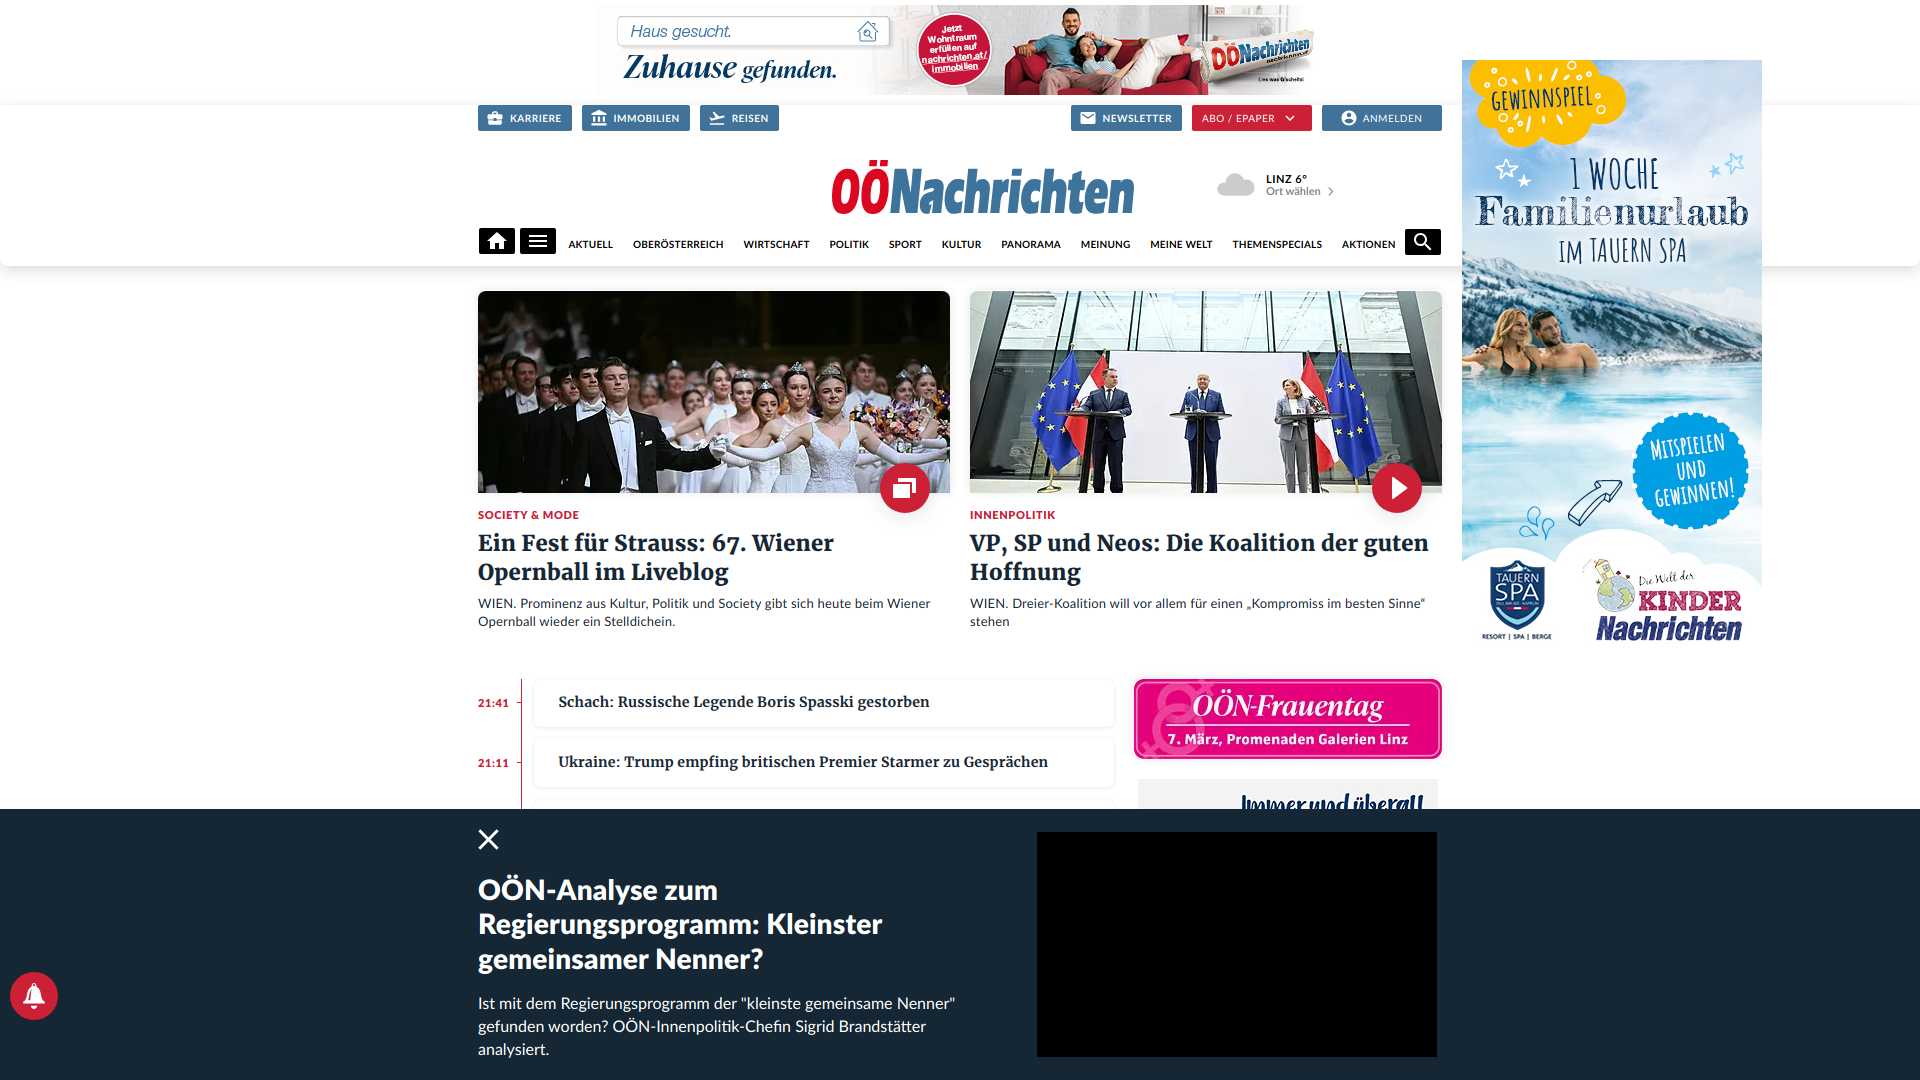 Haus gesucht.
Zuhause gefunden.
Jetzt
Wohntraum
erfüllen auf
nachrichten.at/
immobilien
OÖNachrichten
Lies was G'scheits!
GEWINNSPIEL
1 WOCHE
Familienurlaub
IM TAUERN SPA
MITSPIELEN
UND
GEWINNEN!
TAUERN
SPA
RESORT | SPA | BERGE
Die Welt der
KINDER
Nachrichten
KARRIERE
IMMOBILIEN
REISEN
NEWSLETTER
ABO / EPAPER
ANMELDEN
OÖNachrichten
LINZ 6°
Ort wählen
AKTUELL OBERÖSTERREICH WIRTSCHAFT POLITIK SPORT KULTUR PANORAMA MEINUNG MEINE WELT THEMENSPECIALS AKTIONEN
SOCIETY & MODE
Ein Fest für Strauss: 67. Wiener
Opernball im Liveblog
WIEN. Prominenz aus Kultur, Politik und Society gibt sich heute beim Wiener
Opernball wieder ein Stelldichein.
INNENPOLITIK
VP, SP und Neos: Die Koalition der guten
Hoffnung
WIEN. Dreier-Koalition will vor allem für einen „Kompromiss im besten Sinne“
stehen
21:41
Schach: Russische Legende Boris Spasski gestorben
21:11
Ukraine: Trump empfing britischen Premier Starmer zu Gesprächen
OÖN-Frauentag
7. März, Promenaden Galerien Linz
Immer und überall
OÖN-Analyse zum
Regierungsprogramm: Kleinster
gemeinsamer Nenner?
Ist mit dem Regierungsprogramm der "kleinste gemeinsame Nenner"
gefunden worden? OÖN-Innenpolitik-Chefin Sigrid Brandstätter
analysiert.